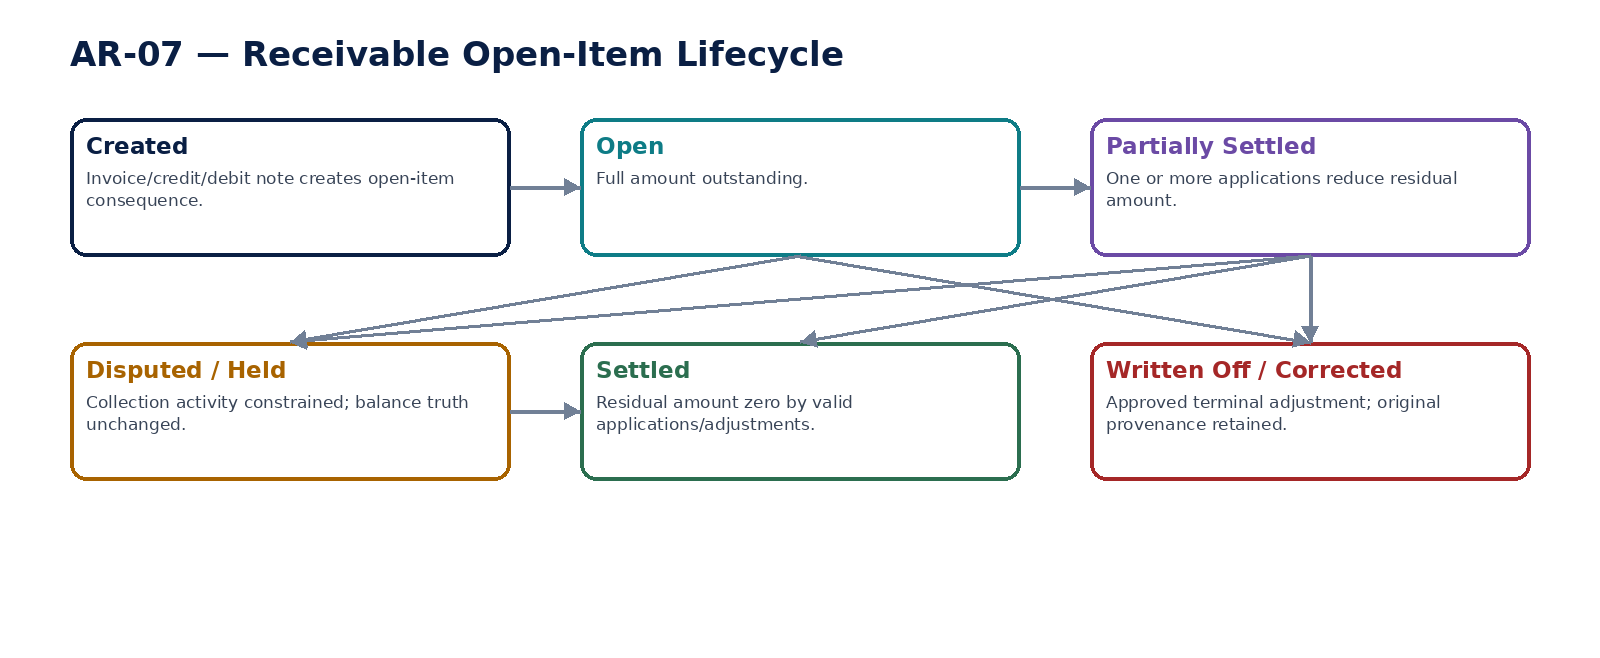 AR-07 — Receivable Open-Item Lifecycle
Created
Invoice/credit/debit note creates open-item
consequence.
Open
Full amount outstanding.
Partially Settled
One or more applications reduce residual
amount.
Disputed / Held
Collection activity constrained; balance truth
unchanged.
Settled
Residual amount zero by valid
applications/adjustments.
Written Off / Corrected
Approved terminal adjustment; original
provenance retained.